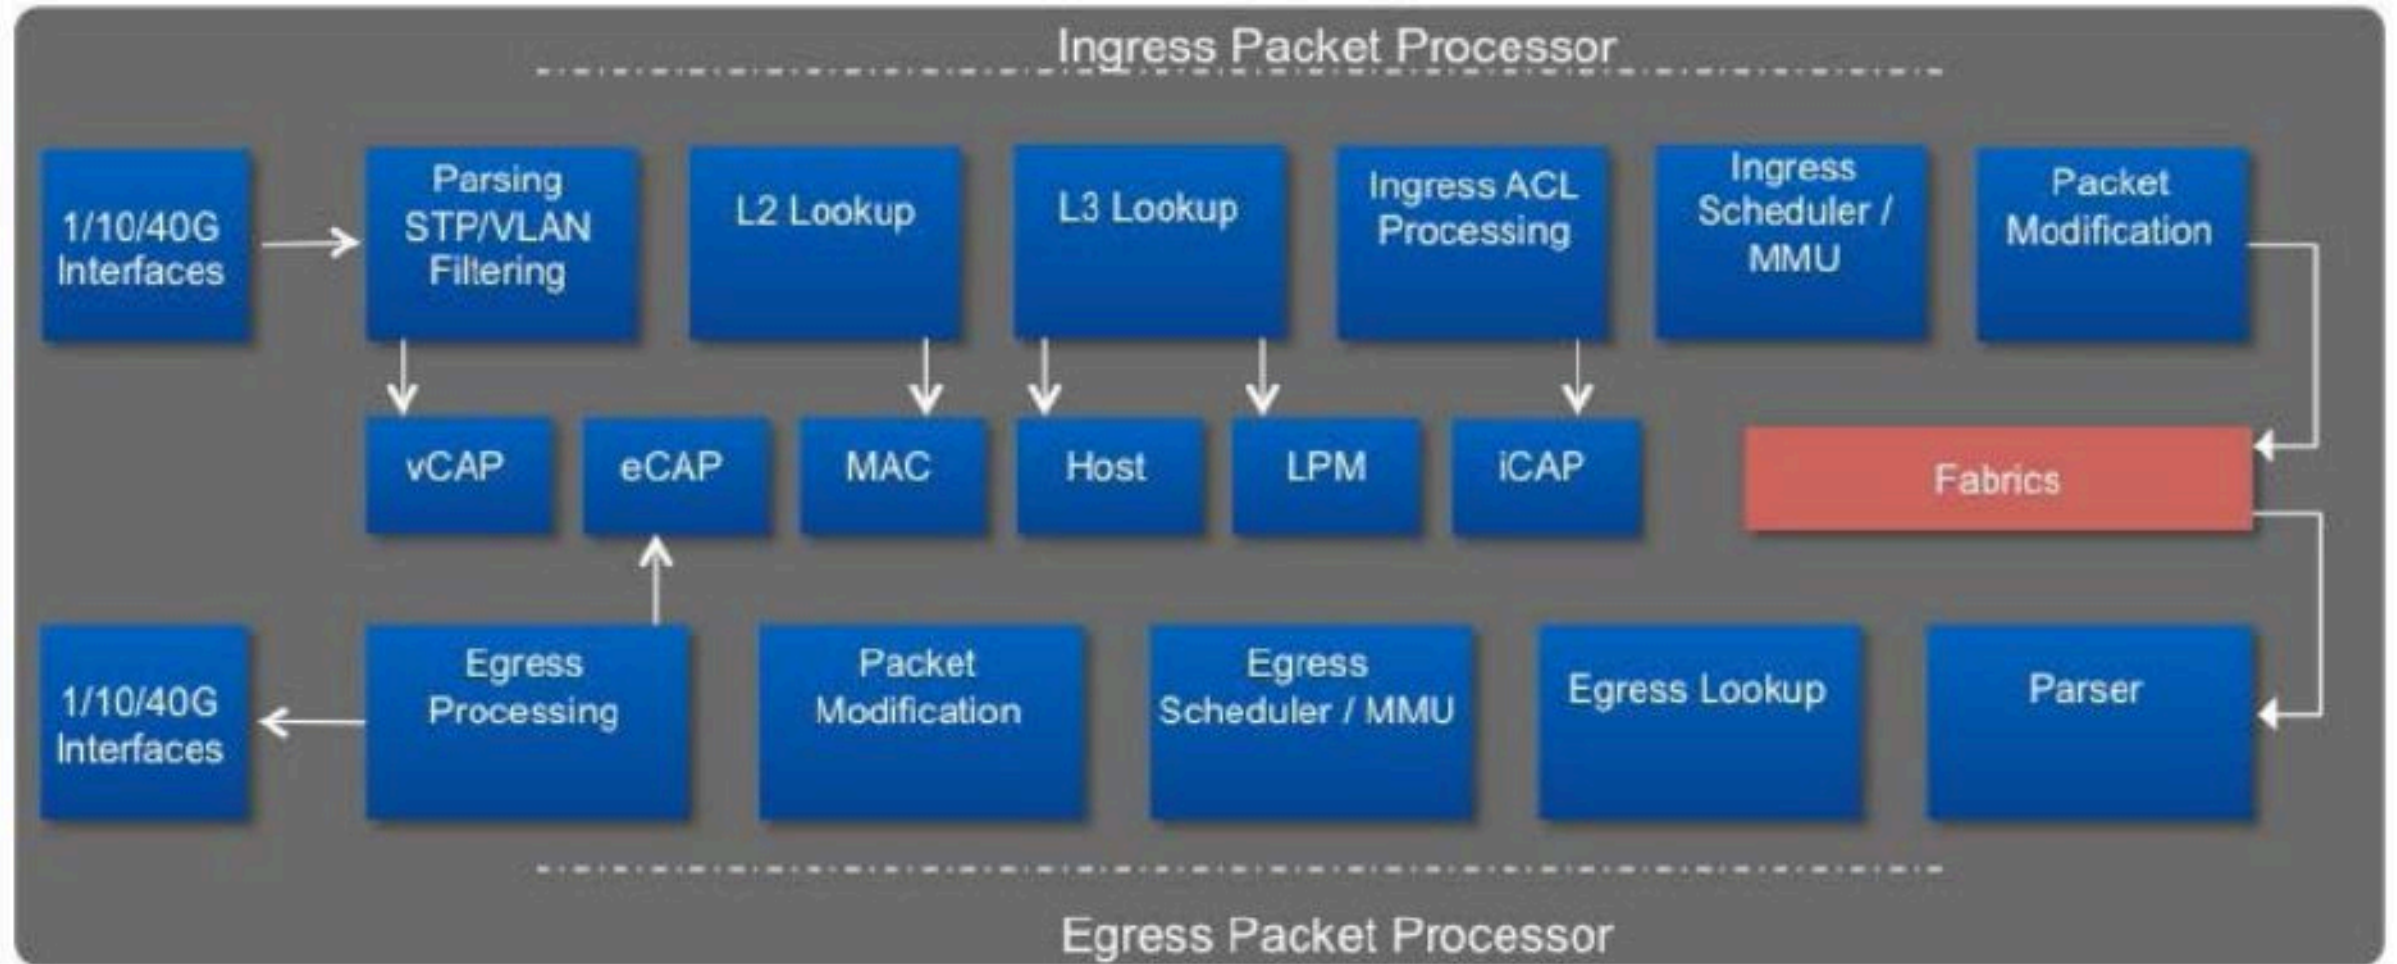 Ingress Packet Processor
1/10/40G
Interfaces
Parsing
STP/VLAN
Filtering
L2 Lookup
L3 Lookup
Ingress ACL
Processing
Ingress
Scheduler /
MMU
Packet
Modification
vCAP
eCAP
MAC
Host
LPM
iCAP
Fabrics
1/10/40G
Interfaces
Egress
Processing
Packet
Modification
Egress
Scheduler / MMU
Egress Lookup
Parser
Egress Packet Processor